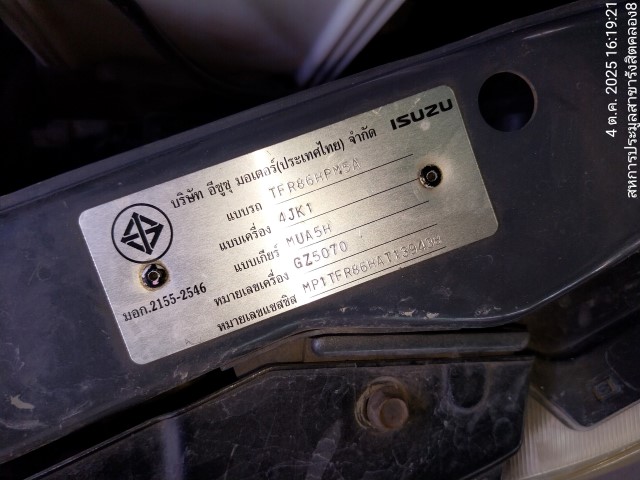 ISUZU
บริษัท อีซูซุ มอเตอร์(ประเทศไทย) จำกัด
แบบรถ TFR86HPM5A
แบบเครื่อง 4JK1
แบบเกียร์ MUA5H
หมายเลขเครื่อง GZ5070
หมายเลขแชสซิส
มอก.2155-2546
4 ต.ค. 2025 16:19:21
สหการประมูลสาขารังสิตคลอง8